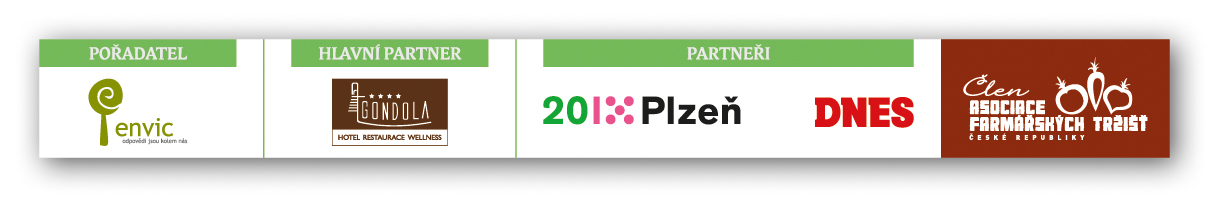 POŘADATEL
envic
odpovědi jsou kolem nás
HLAVNÍ PARTNER
GONDOLA
HOTEL RESTAURACE WELLNESS
PARTNEŘI
201 Plzeň
DNES
Člen
ASOCIACE
FARMÁŘSKÝCH TRŽIŠŤ
ČESKÉ REPUBLIKY